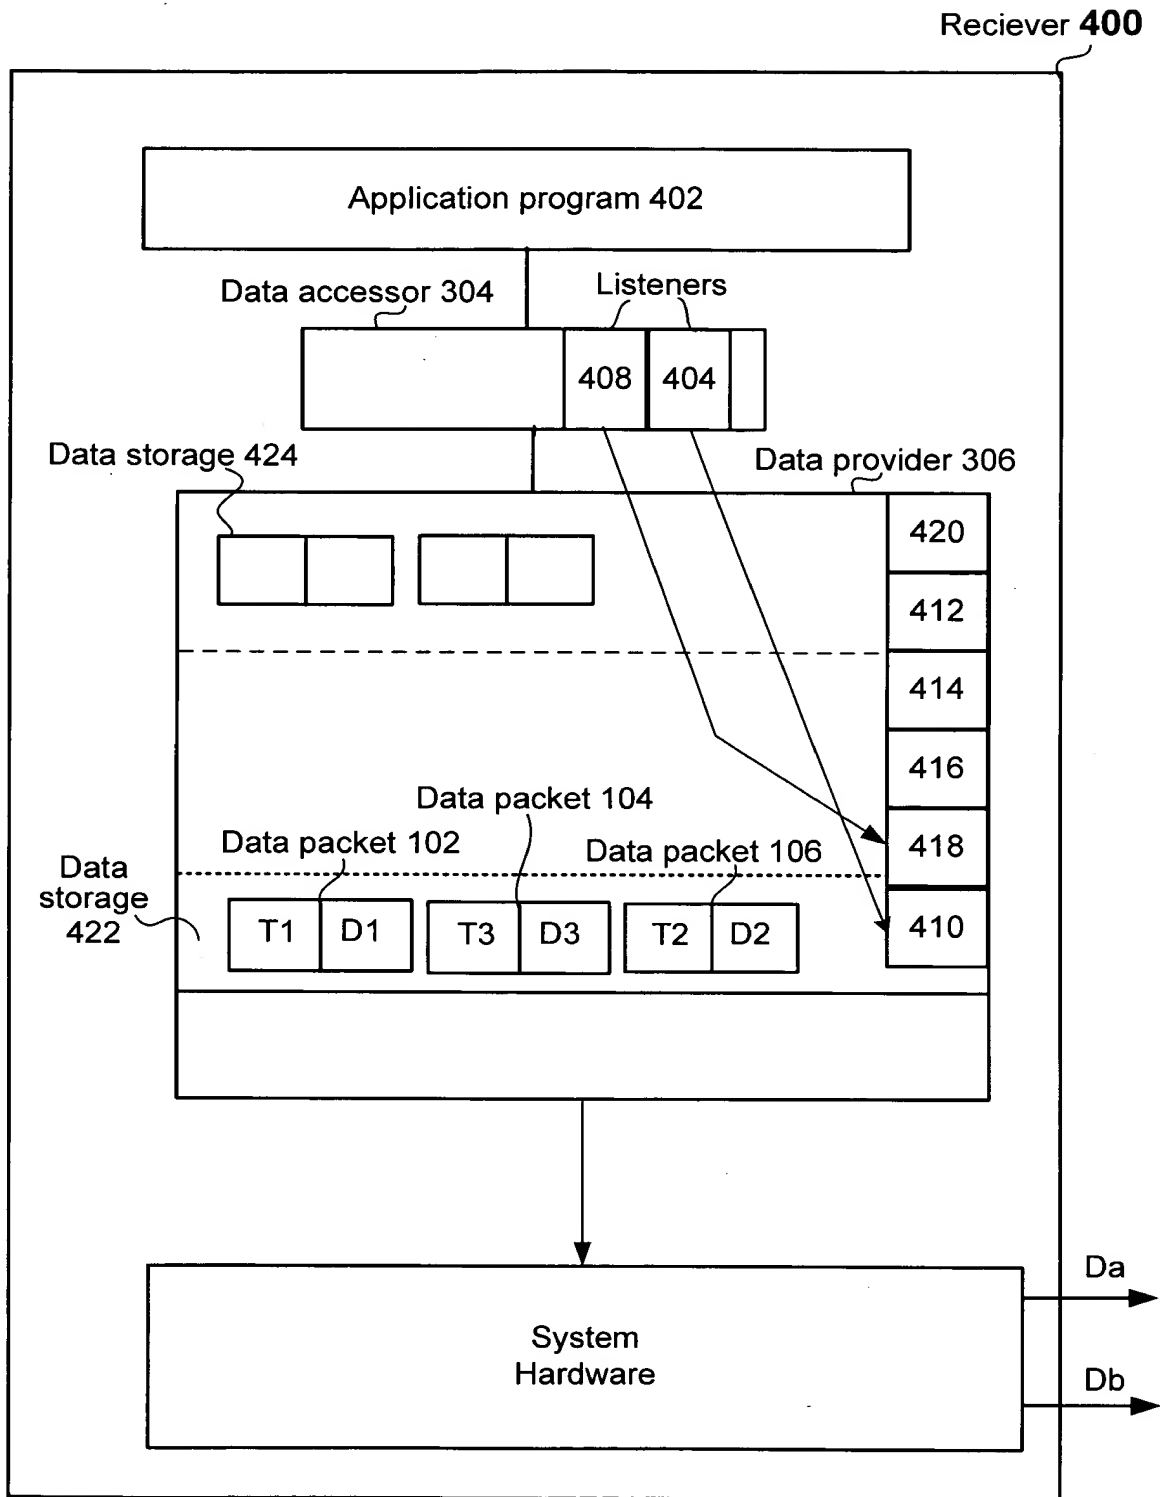 Reciever 400
Application program 402
Data accessor 304
Listeners
408
404
Data storage 424
Data provider 306
420
412
414
416
418
410
Data packet 104
Data packet 102
Data packet 106
Data
storage
422
T1
D1
T3
D3
T2
D2
System
Hardware
Da
Db